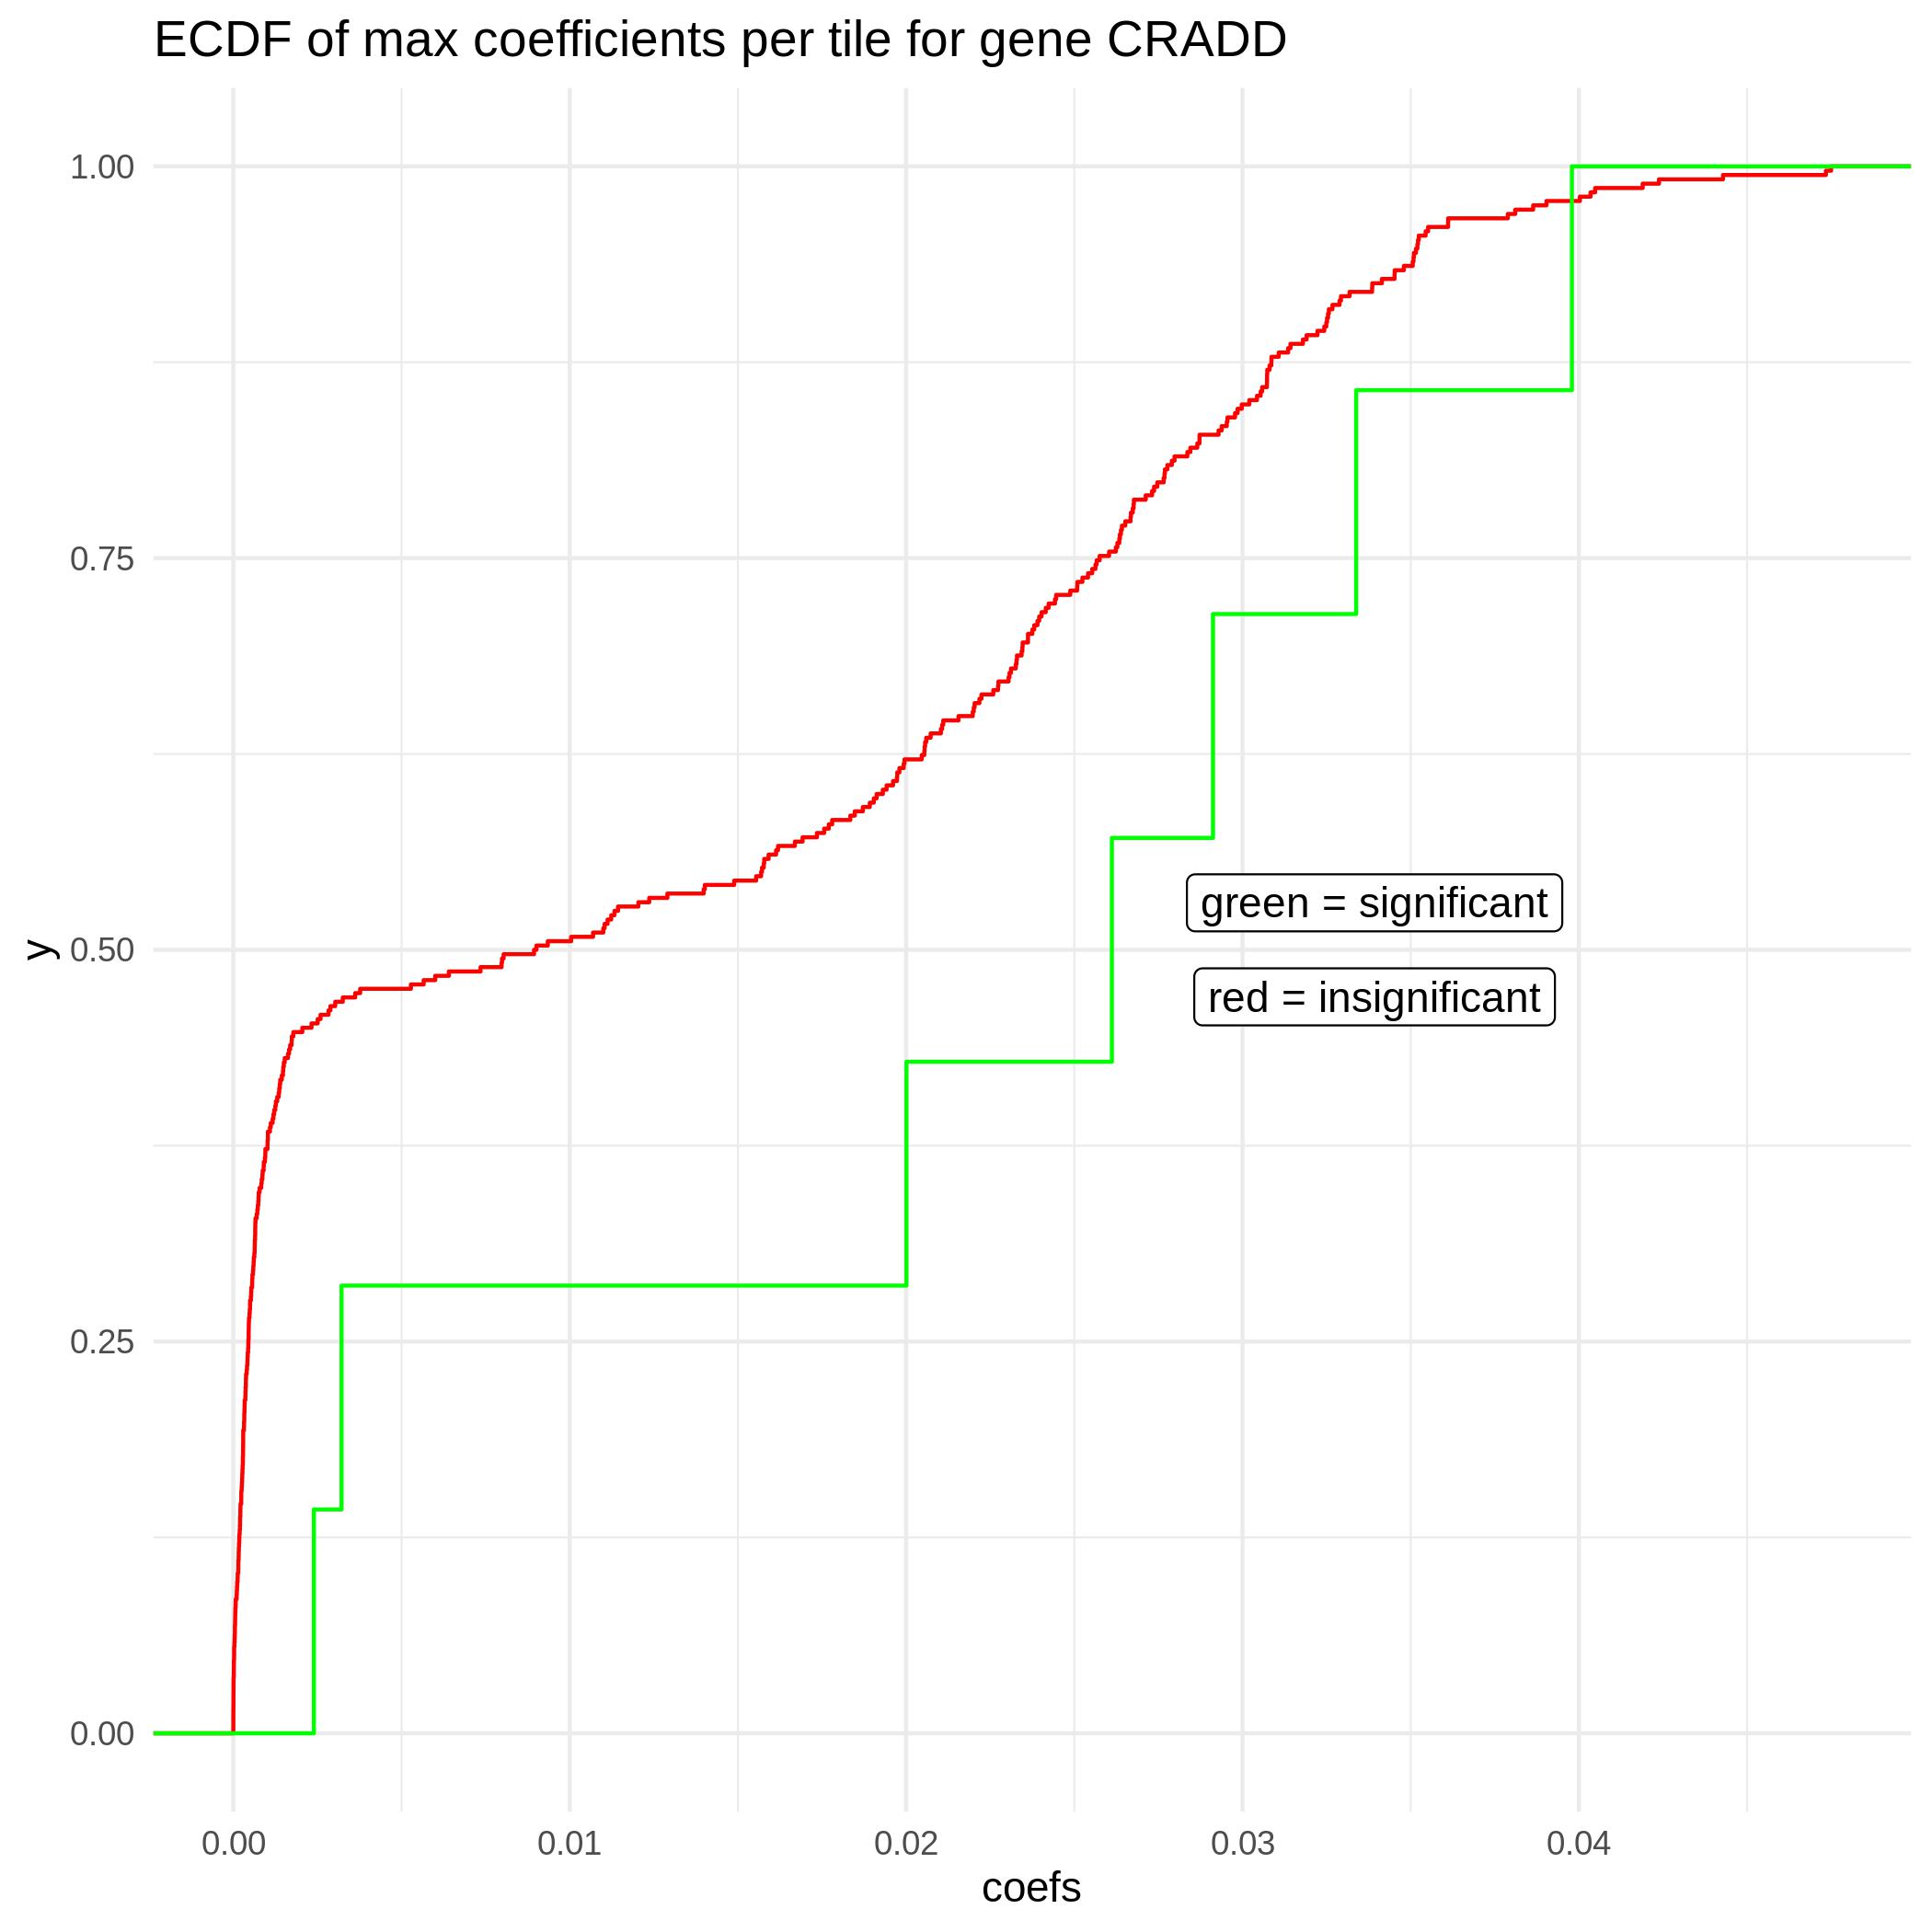 ECDF of max coefficients per tile for gene CRADD
1.00
0.75
0.50
0.25
0.00
y
green = significant
red = insignificant
0.00 0.01 0.02 0.03 0.04
coefs